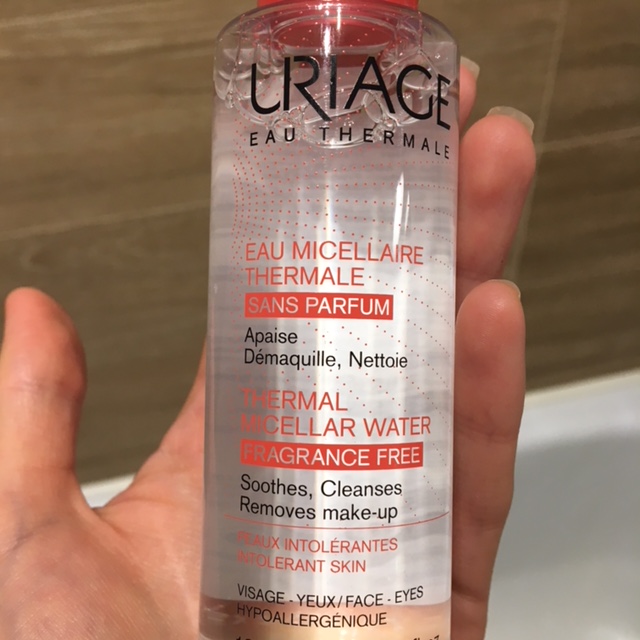 URIAGE
EAU THERMALE
EAU MICELLAIRE
THERMALE
SANS PARFUM
Apaise
Démaquille, Nettoie
THERMAL
MICELLAR WATER
FRAGRANCE FREE
Soothes, Cleanses
Removes make-up
PEAUX INTOLÉRANTES
INTOLERANT SKIN
VISAGE - YEUX/FACE - EYES
HYPOALLERGÉNIQUE